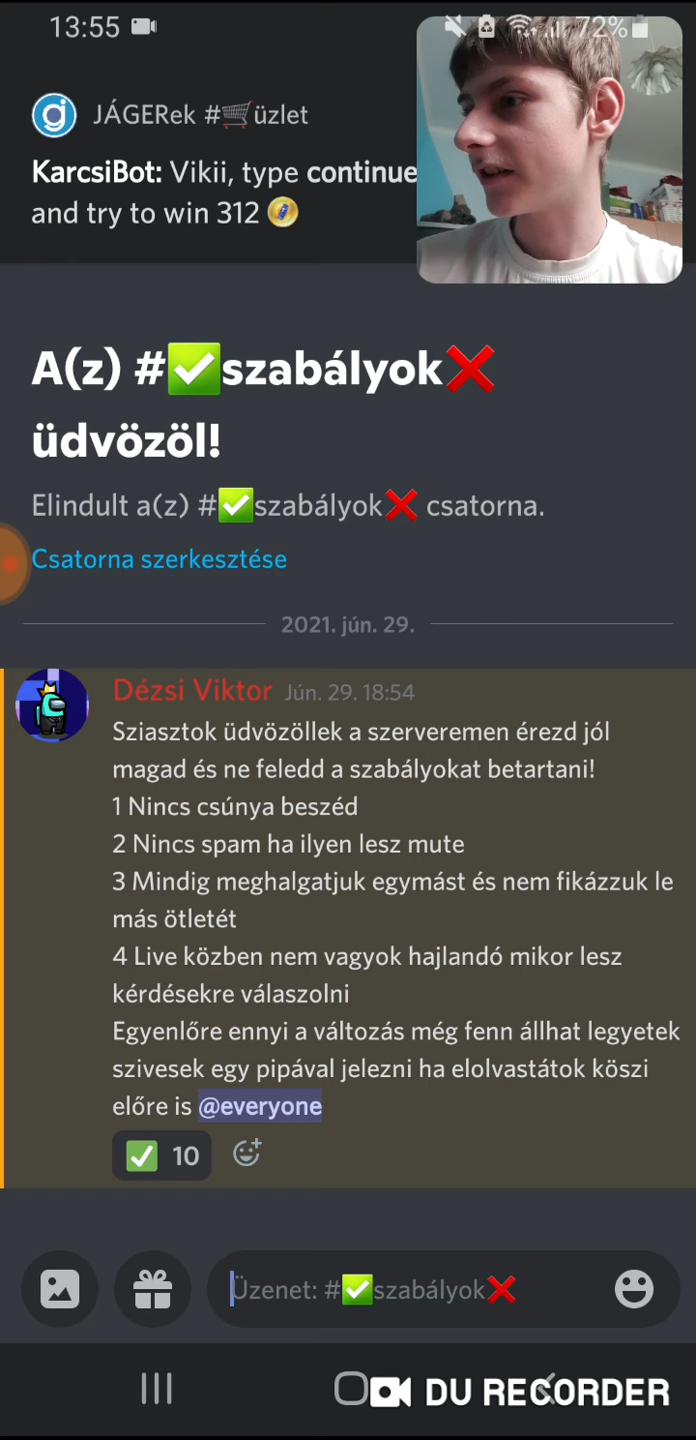 13:55 72%
JÁGERek #🛒üzlet
KarcsiBot: Vikii, type continue
and try to win 312
A(z) #✅szabályok❌
üdvözöl!
Elindult a(z) #✅szabályok❌ csatorna.
Csatorna szerkesztése
2021. jún. 29.
Dézsi Viktor Jún. 29. 18:54
Sziasztok üdvözöllek a szerveremen érezd jól
magad és ne feledd a szabályokat betartani!
1 Nincs csúnya beszéd
2 Nincs spam ha ilyen lesz mute
3 Mindig meghalgatjuk egymást és nem fikázzuk le
más ötletét
4 Live közben nem vagyok hajlandó mikor lesz
kérdésekre válaszolni
Egyenlőre ennyi a változás még fenn állhat legyetek
szivesek egy pipával jelezni ha elolvastátok köszi
előre is @everyone
✅ 10
Üzenet: #✅szabályok❌
DU RECORDER